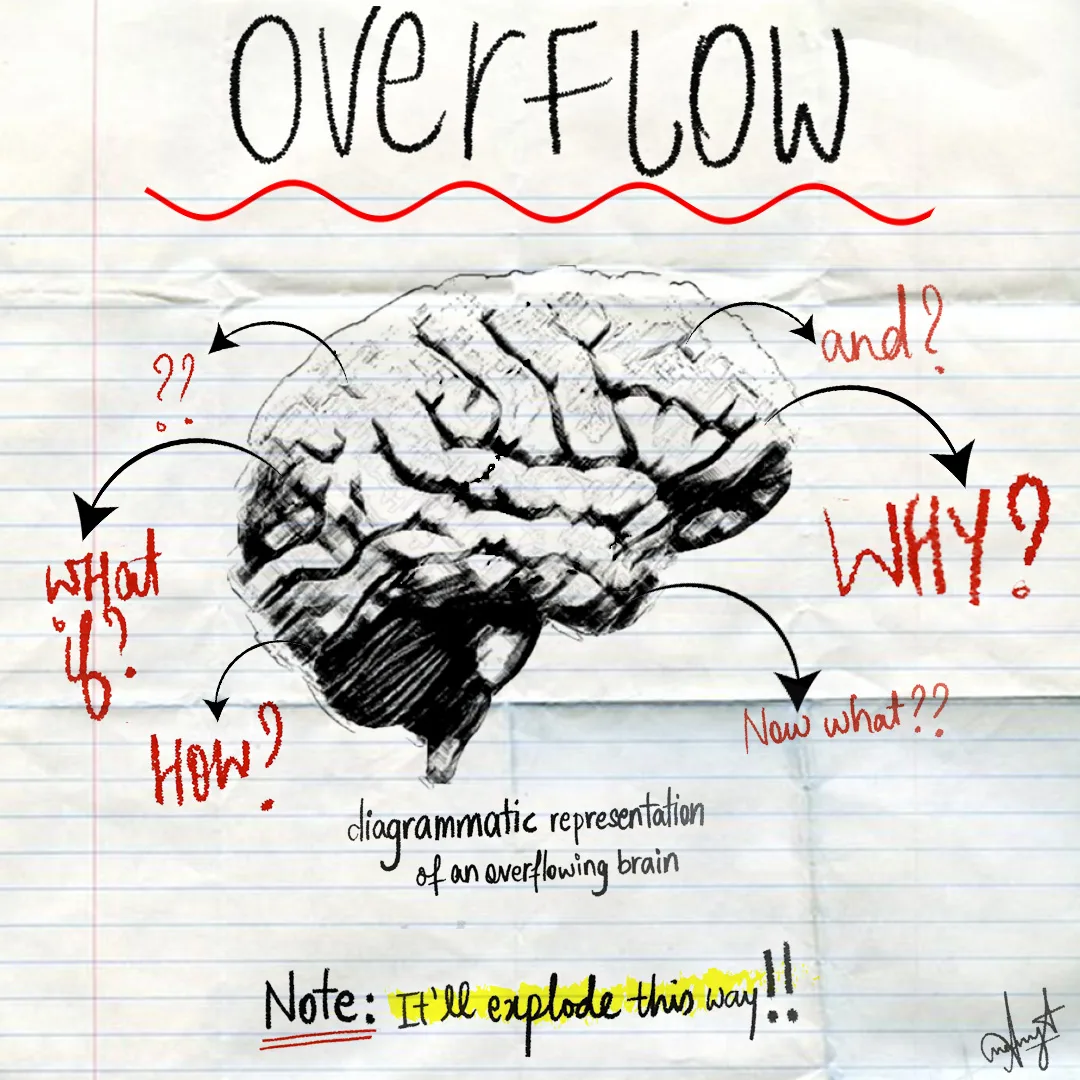 OverFLOW
??
and?
WHAt
if?
WHY?
HOW?
Now what??
diagrammatic representation
of an overflowing brain
Note: It'll explode this way!!